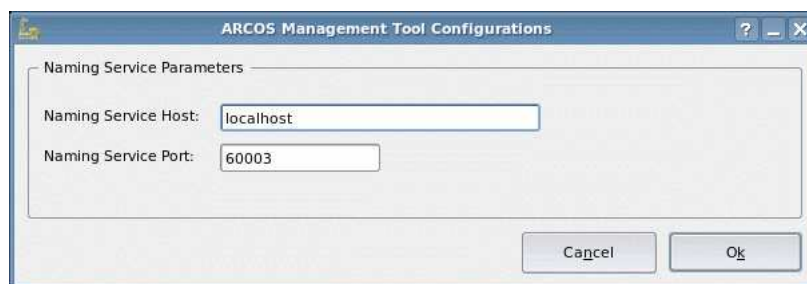 ARCOS Management Tool Configurations
Naming Service Parameters
Naming Service Host: localhost
Naming Service Port: 60003
Cancel Ok